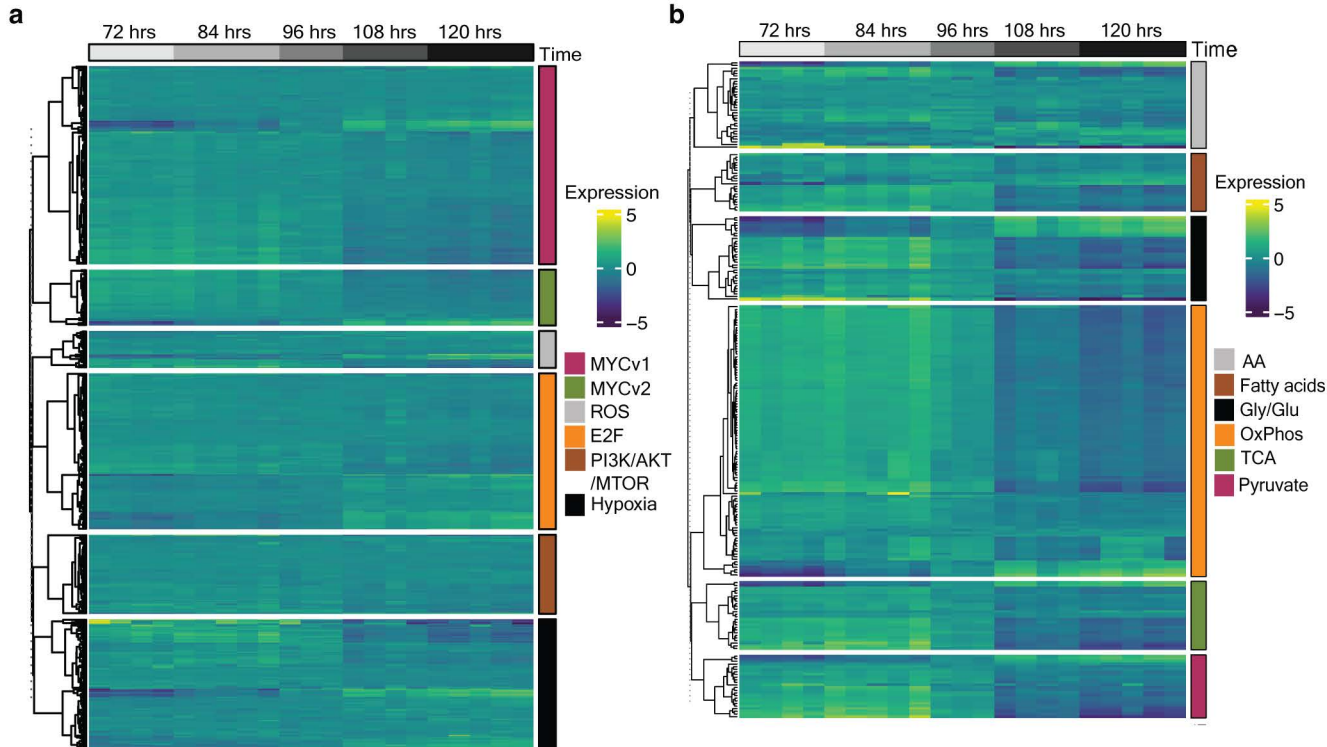 a
72 hrs 84 hrs 96 hrs 108 hrs 120 hrs
Time
Expression
5
0
−5
MYCv1
MYCv2
ROS
E2F
PI3K/AKT
/MTOR
Hypoxia
b
72 hrs 84 hrs 96 hrs 108 hrs 120 hrs
Time
Expression
5
0
−5
AA
Fatty acids
Gly/Glu
OxPhos
TCA
Pyruvate